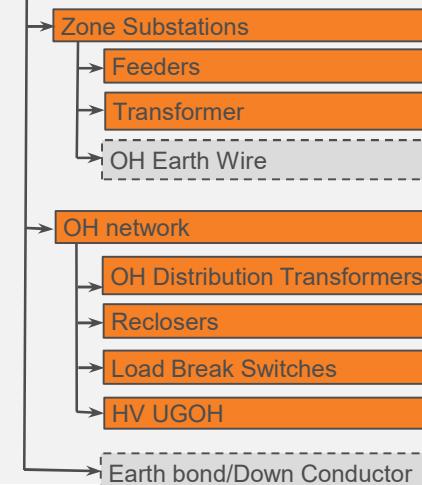 Zone Substations
Feeders
Transformer
OH Earth Wire
OH network
OH Distribution Transformers
Reclosers
Load Break Switches
HV UGOH
Earth bond/Down Conductor